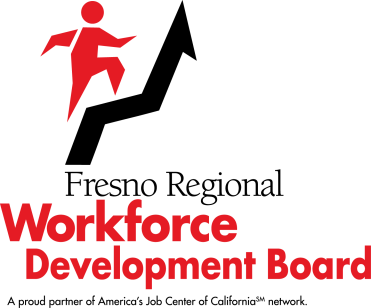 Fresno Regional
Workforce
Development Board
A proud partner of America's Job Center of California℠ network.